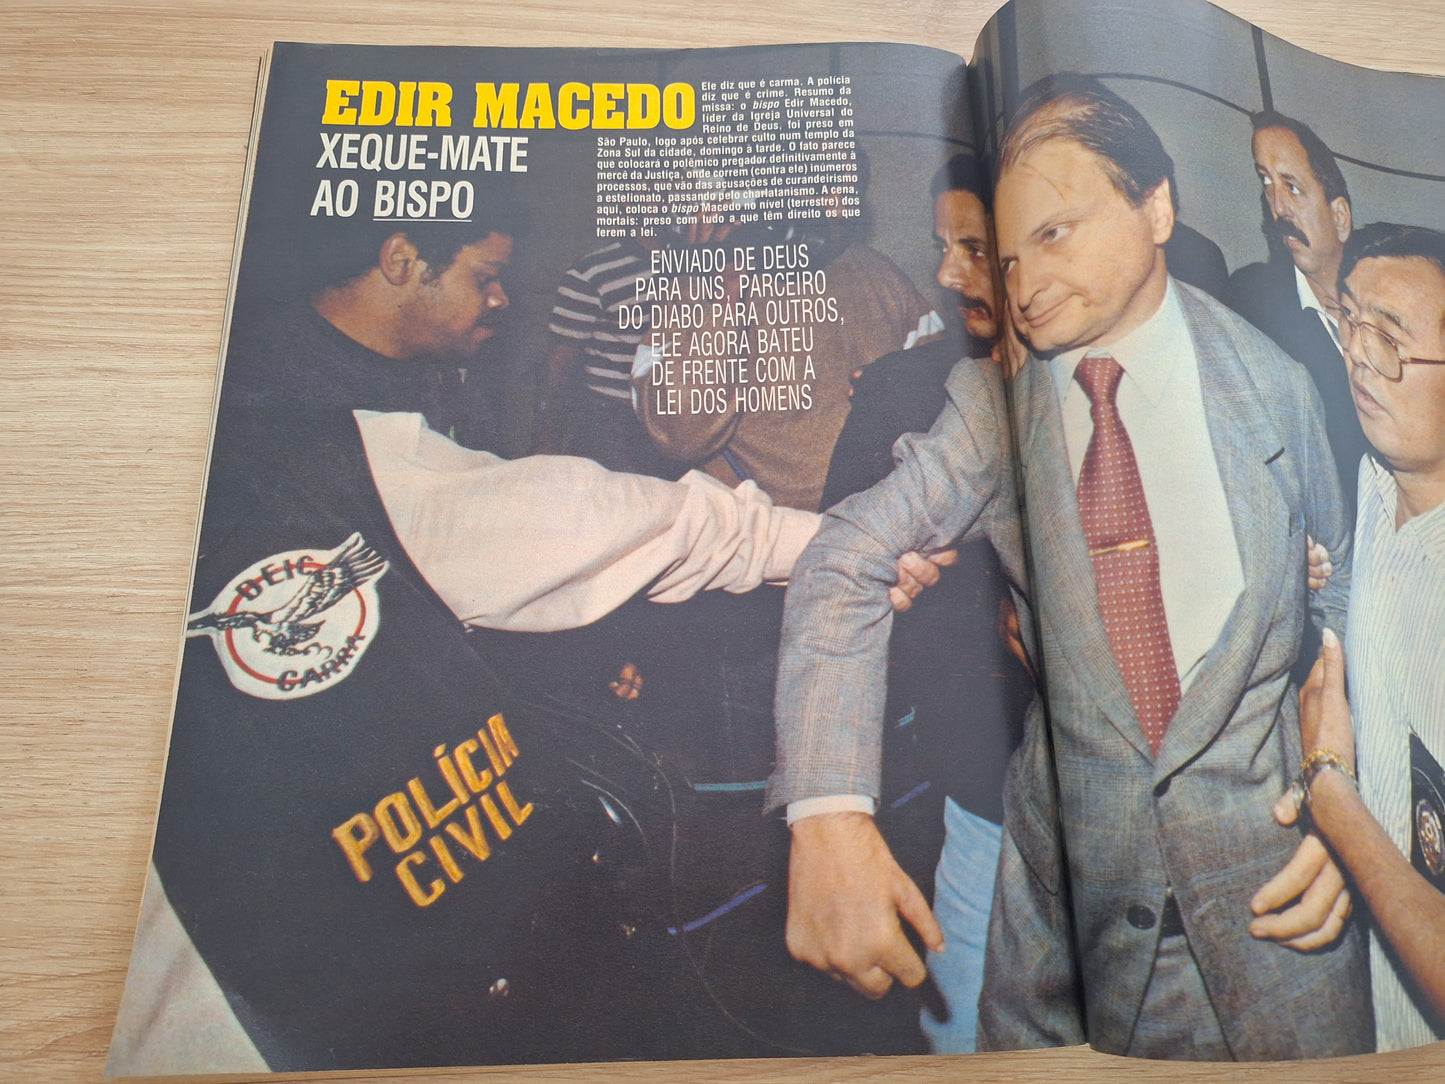 EDIR MACEDO
XEQUE-MATE
AO BISPO
Ele diz que é carma. A polícia
diz que é crime. Resumo da
missa: o bispo Edir Macedo,
líder da Igreja Universal do
Reino de Deus, foi preso em
São Paulo, logo após celebrar culto num templo da
Zona Sul da cidade, domingo à tarde. O fato parece
que colocará o polêmico pregador definitivamente à
mercê da Justiça, onde correm (contra ele) inúmeros
processos, que vão das acusações de curandeirismo
a estelionato, passando pelo charlatanismo. A cena,
aqui, coloca o bispo Macedo no nível (terrestre) dos
mortais: preso com tudo a que têm direito os que
ferem a lei.
ENVIADO DE DEUS
PARA UNS, PARCEIRO
DO DIABO PARA OUTROS,
ELE AGORA BATEU
DE FRENTE COM A
LEI DOS HOMENS
DEIC
GARRA
POLÍCIA
CIVIL